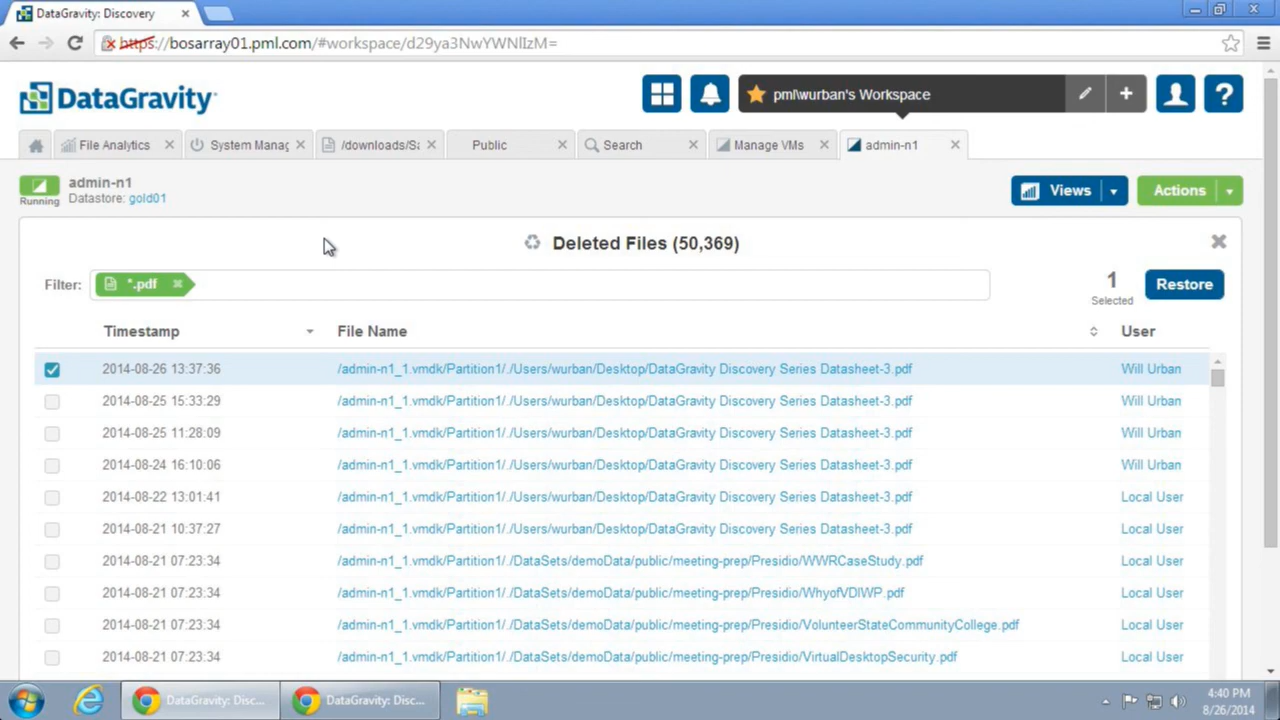 DataGravity: Discovery
https://bosarray01.pml.com/#workspace/d29ya3NwYWNlIzM=
DataGravity
pml\wurban's Workspace
File Analytics
System Manag
/downloads/Sa
Public
Search
Manage VMs
admin-n1
Running
admin-n1
Datastore: gold01
Views
Actions
Deleted Files (50,369)
Filter: *.pdf
1
Selected
Restore
Timestamp File Name User
2014-08-26 13:37:36 /admin-n1_1.vmdk/Partition1/./Users/wurban/Desktop/DataGravity Discovery Series Datasheet-3.pdf Will Urban
2014-08-25 15:33:29 /admin-n1_1.vmdk/Partition1/./Users/wurban/Desktop/DataGravity Discovery Series Datasheet-3.pdf Will Urban
2014-08-25 11:28:09 /admin-n1_1.vmdk/Partition1/./Users/wurban/Desktop/DataGravity Discovery Series Datasheet-3.pdf Will Urban
2014-08-24 16:10:06 /admin-n1_1.vmdk/Partition1/./Users/wurban/Desktop/DataGravity Discovery Series Datasheet-3.pdf Will Urban
2014-08-22 13:01:41 /admin-n1_1.vmdk/Partition1/./Users/wurban/Desktop/DataGravity Discovery Series Datasheet-3.pdf Local User
2014-08-21 10:37:27 /admin-n1_1.vmdk/Partition1/./Users/wurban/Desktop/DataGravity Discovery Series Datasheet-3.pdf Local User
2014-08-21 07:23:34 /admin-n1_1.vmdk/Partition1/./DataSets/demoData/public/meeting-prep/Presidio/WWRCaseStudy.pdf Local User
2014-08-21 07:23:34 /admin-n1_1.vmdk/Partition1/./DataSets/demoData/public/meeting-prep/Presidio/WhyofVDIWP.pdf Local User
2014-08-21 07:23:34 /admin-n1_1.vmdk/Partition1/./DataSets/demoData/public/meeting-prep/Presidio/VolunteerStateCommunityCollege.pdf Local User
2014-08-21 07:23:34 /admin-n1_1.vmdk/Partition1/./DataSets/demoData/public/meeting-prep/Presidio/VirtualDesktopSecurity.pdf Local User
DataGravity: Disc...
DataGravity: Disc...
4:40 PM
8/26/2014